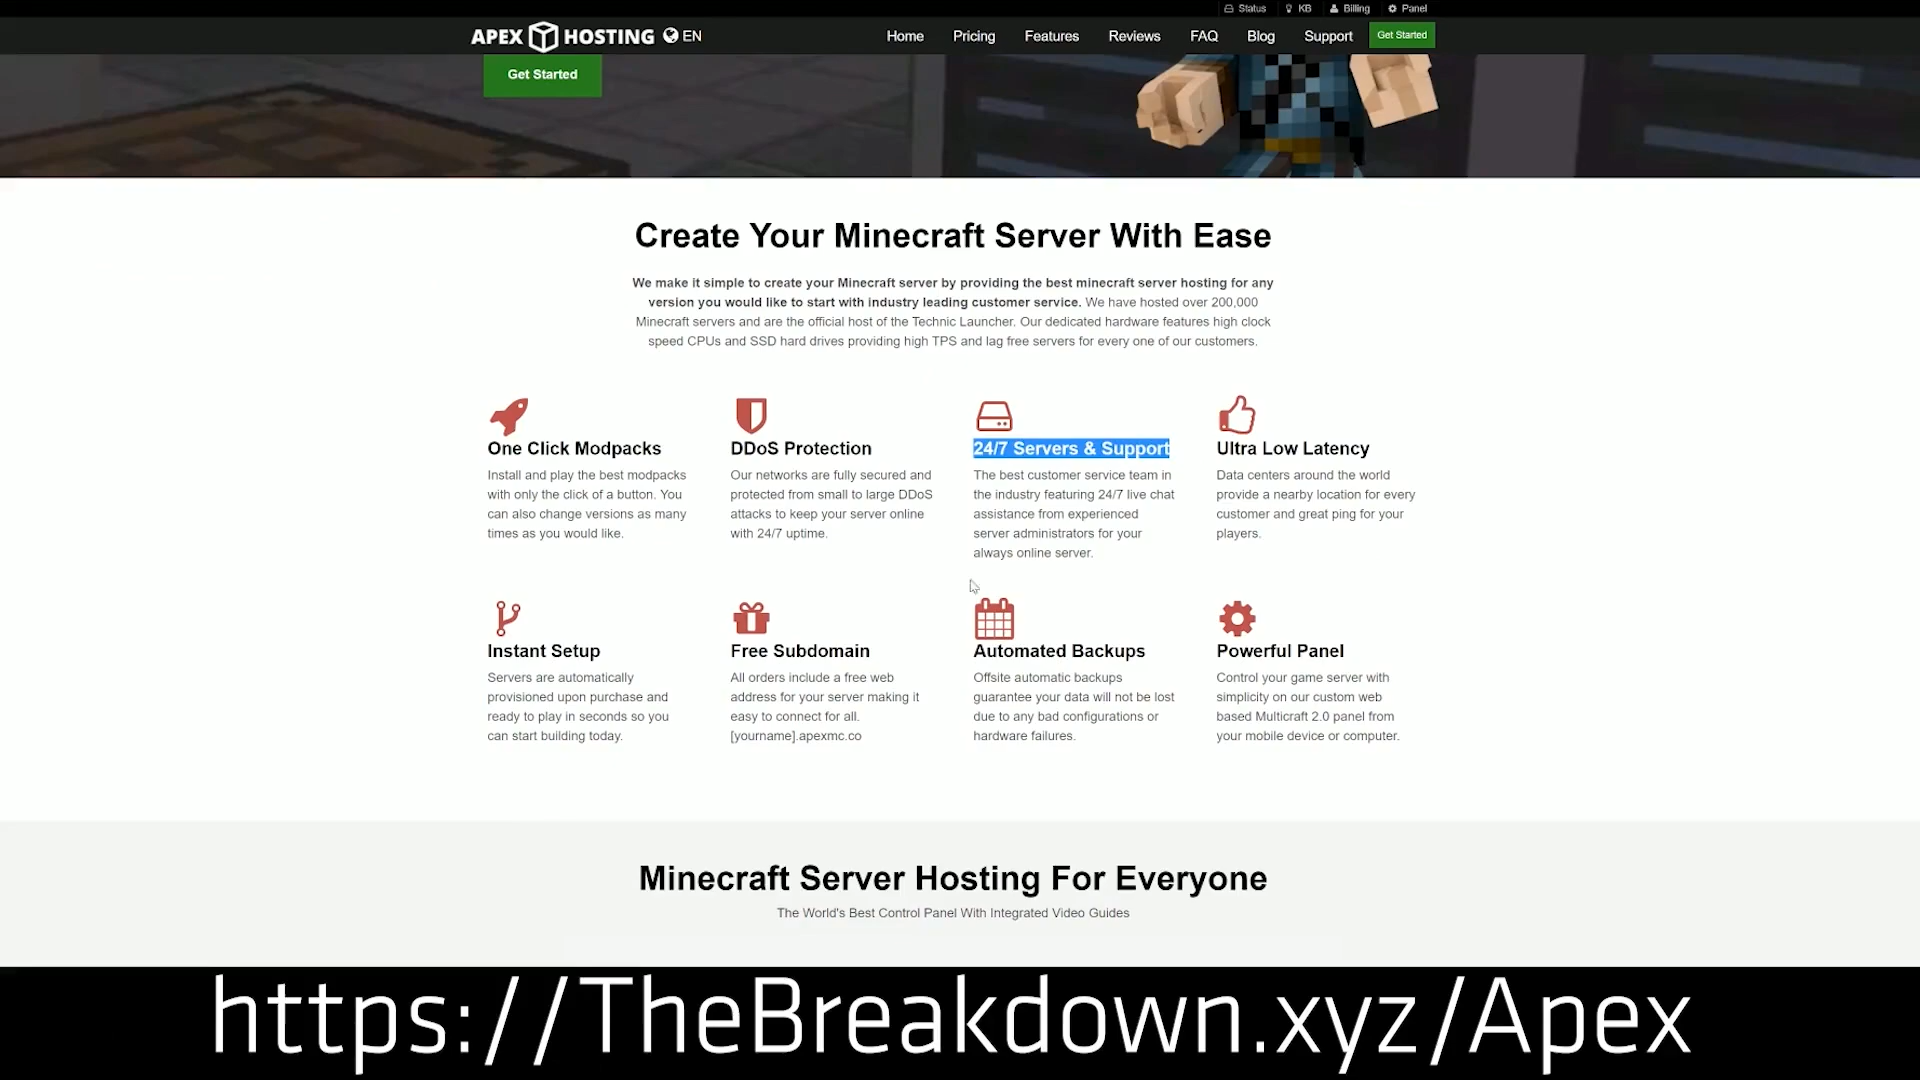 Status KB Billing Panel
APEX HOSTING EN Home Pricing Features Reviews FAQ Blog Support Get Started
Get Started
Create Your Minecraft Server With Ease
We make it simple to create your Minecraft server by providing the best minecraft server hosting for any
version you would like to start with industry leading customer service. We have hosted over 200,000
Minecraft servers and are the official host of the Technic Launcher. Our dedicated hardware features high clock
speed CPUs and SSD hard drives providing high TPS and lag free servers for every one of our customers.
One Click Modpacks
Install and play the best modpacks
with only the click of a button. You
can also change versions as many
times as you would like.
DDoS Protection
Our networks are fully secured and
protected from small to large DDoS
attacks to keep your server online
with 24/7 uptime.
24/7 Servers & Support
The best customer service team in
the industry featuring 24/7 live chat
assistance from experienced
server administrators for your
always online server.
Ultra Low Latency
Data centers around the world
provide a nearby location for every
customer and great ping for your
players.
Instant Setup
Servers are automatically
provisioned upon purchase and
ready to play in seconds so you
can start building today.
Free Subdomain
All orders include a free web
address for your server making it
easy to connect for all.
[yourname].apexmc.co
Automated Backups
Offsite automatic backups
guarantee your data will not be lost
due to any bad configurations or
hardware failures.
Powerful Panel
Control your game server with
simplicity on our custom web
based Multicraft 2.0 panel from
your mobile device or computer.
Minecraft Server Hosting For Everyone
The World's Best Control Panel With Integrated Video Guides
https://TheBreakdown.xyz/Apex